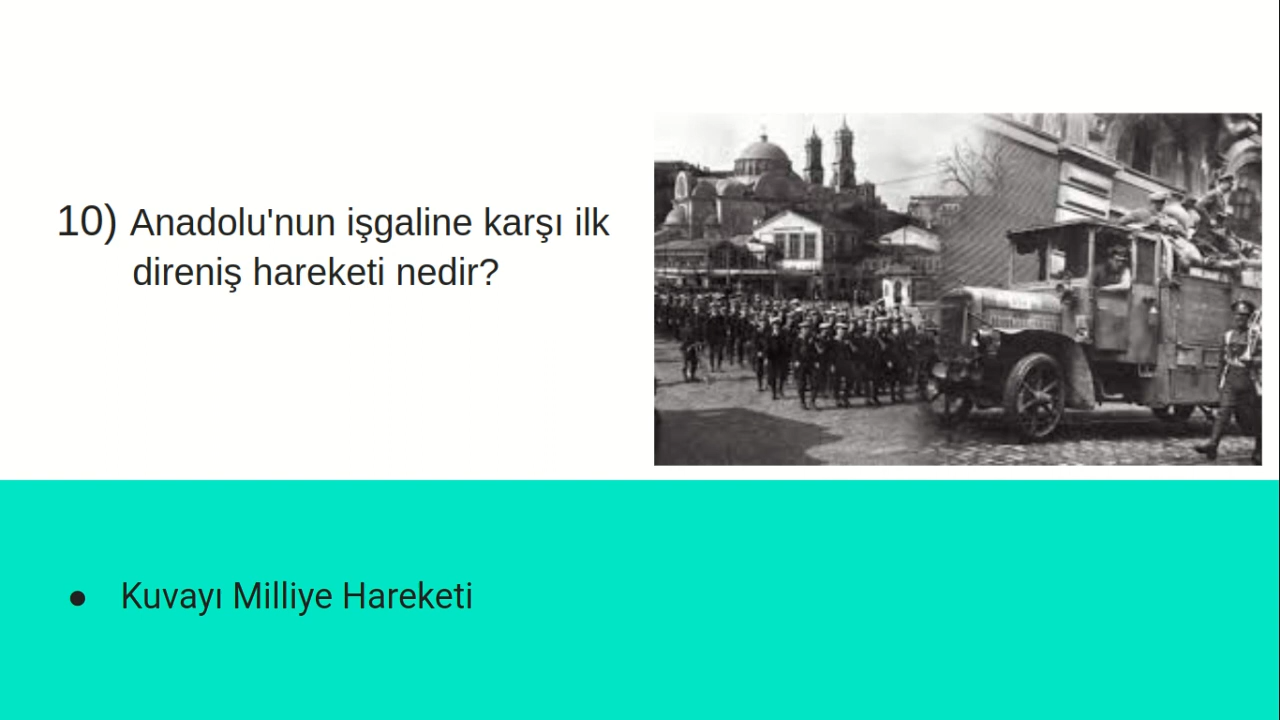 10) Anadolu'nun işgaline karşı ilk
direniş hareketi nedir?
● Kuvayı Milliye Hareketi